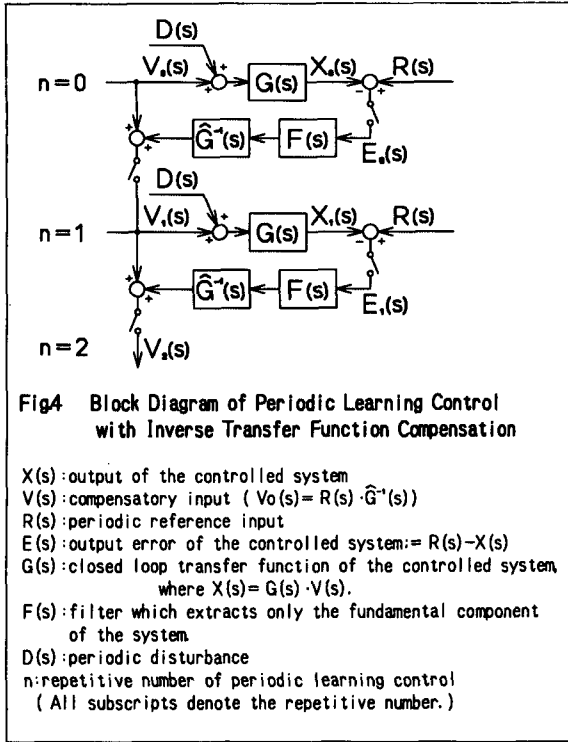 D(s)
V₀(s) X₀(s) R(s)
n=0 + + G(s) - +
+ + Ĝ⁻¹(s) F(s) E₀(s)
D(s)
V₁(s) X₁(s) R(s)
n=1 + + G(s) - +
+ + Ĝ⁻¹(s) F(s) E₁(s)
n=2 V₂(s)
Fig4 Block Diagram of Periodic Learning Control
with Inverse Transfer Function Compensation
X(s):output of the controlled system
V(s):compensatory input ( Vo(s)= R(s)·Ĝ⁻¹(s))
R(s):periodic reference input
E(s):output error of the controlled system:= R(s)-X(s)
G(s):closed loop transfer function of the controlled system,
where X(s)= G(s)·V(s).
F(s):filter which extracts only the fundamental component
of the system.
D(s):periodic disturbance
n:repetitive number of periodic learning control
( All subscripts denote the repetitive number.)